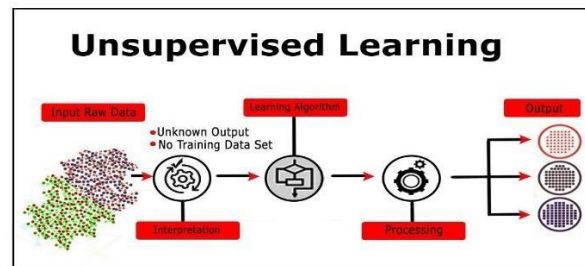 Unsupervised Learning
Input Raw Data
Unknown Output
No Training Data Set
Interpretation
Learning Algorithm
Processing
Output